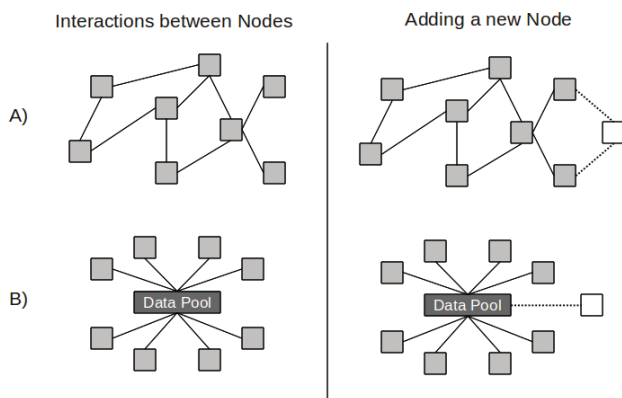 Interactions between Nodes
Adding a new Node
A)
B)
Data Pool
Data Pool